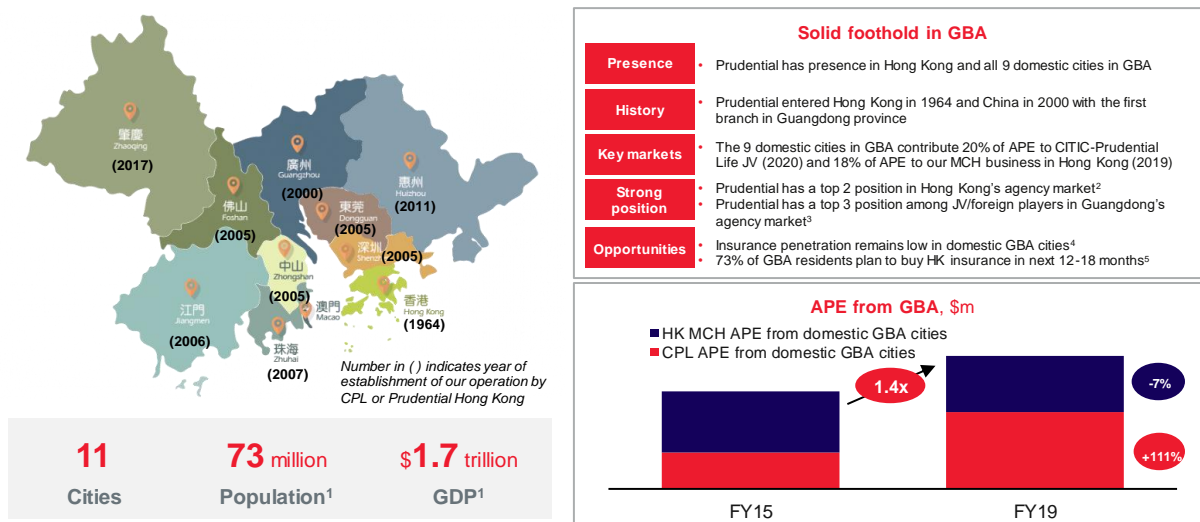 肇慶
Zhaoqing
(2017)
廣州
Guangzhou
(2000)
惠州
Huizhou
(2011)
佛山
Foshan
(2005)
東莞
Dongguan
(2005)
深圳
Shenz
(2005)
中山
Zhongshan
(2005)
江門
Jiangmen
(2006)
澳門
Macao
珠海
Zhuhai
(2007)
香港
Hong Kong
(1964)
Number in ( ) indicates year of
establishment of our operation by
CPL or Prudential Hong Kong
11
Cities
73 million
Population1
$1.7 trillion
GDP1
Solid foothold in GBA
Presence
• Prudential has presence in Hong Kong and all 9 domestic cities in GBA
History
• Prudential entered Hong Kong in 1964 and China in 2000 with the first
branch in Guangdong province
Key markets
• The 9 domestic cities in GBA contribute 20% of APE to CITIC-Prudential
Life JV (2020) and 18% of APE to our MCH business in Hong Kong (2019)
Strong
position
• Prudential has a top 2 position in Hong Kong's agency market2
• Prudential has a top 3 position among JV/foreign players in Guangdong's
agency market3
Opportunities
• Insurance penetration remains low in domestic GBA cities4
• 73% of GBA residents plan to buy HK insurance in next 12-18 months5
APE from GBA, $m
HK MCH APE from domestic GBA cities
CPL APE from domestic GBA cities
1.4x
-7%
+111%
FY15
FY19